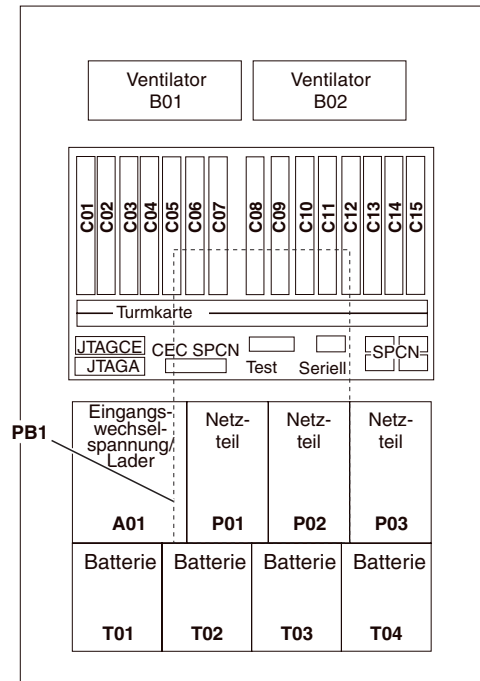 Ventilator
B01
Ventilator
B02
C01 C02 C03 C04 C05 C06 C07 C08 C09 C10 C11 C12 C13 C14 C15
Turmkarte
JTAGCE
JTAGA
CEC SPCN
Test
Seriell
SPCN
PB1
Eingangs-
wechsel-
spannung/
Lader
A01
Netz-
teil
P01
Netz-
teil
P02
Netz-
teil
P03
Batterie
T01
Batterie
T02
Batterie
T03
Batterie
T04